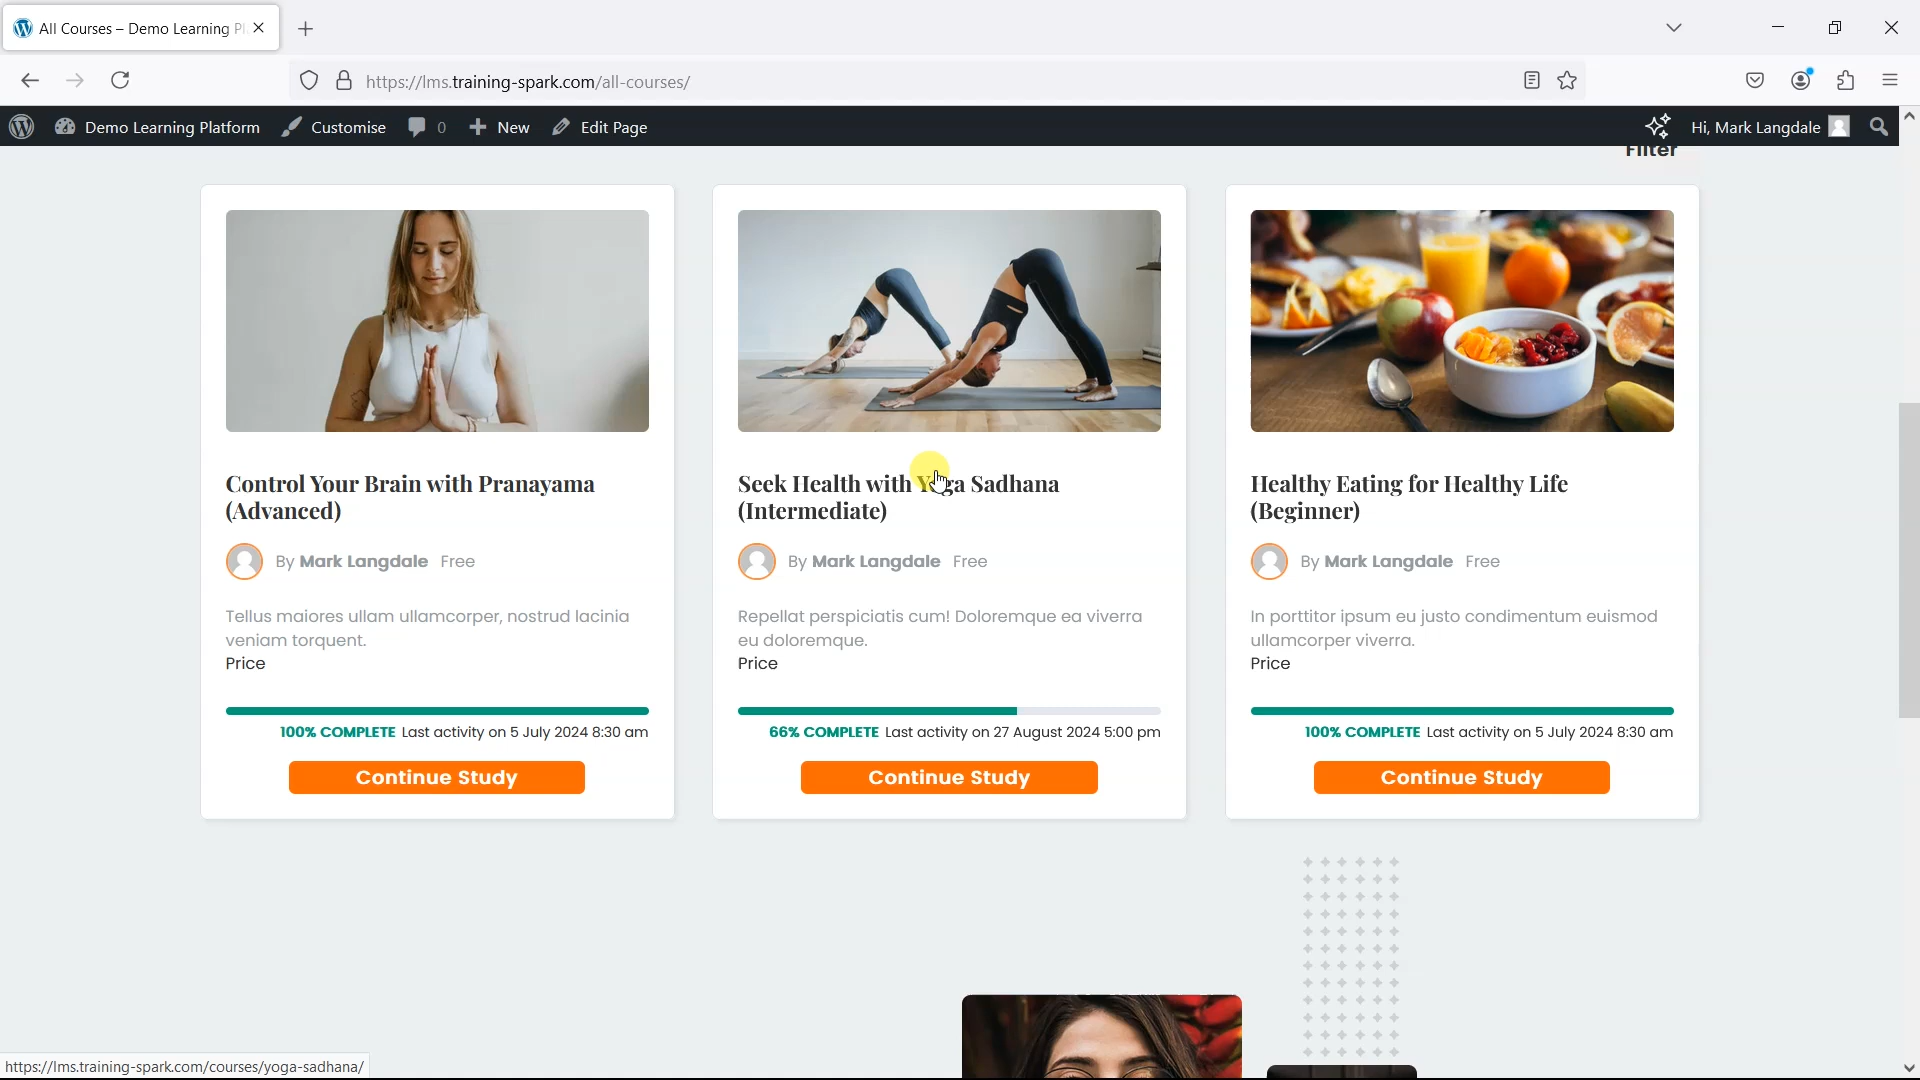 All Courses – Demo Learning Pl
https://lms.training-spark.com/all-courses/
Demo Learning Platform Customise 0 New Edit Page Hi, Mark Langdale
Filter
Control Your Brain with Pranayama
(Advanced)
By Mark Langdale Free
Tellus maiores ullam ullamcorper, nostrud lacinia
veniam torquent.
Price
100% COMPLETE Last activity on 5 July 2024 8:30 am
Continue Study
Seek Health with Yoga Sadhana
(Intermediate)
By Mark Langdale Free
Repellat perspiciatis cum! Doloremque ea viverra
eu doloremque.
Price
66% COMPLETE Last activity on 27 August 2024 5:00 pm
Continue Study
Healthy Eating for Healthy Life
(Beginner)
By Mark Langdale Free
In porttitor ipsum eu justo condimentum euismod
ullamcorper viverra.
Price
100% COMPLETE Last activity on 5 July 2024 8:30 am
Continue Study
https://lms.training-spark.com/courses/yoga-sadhana/